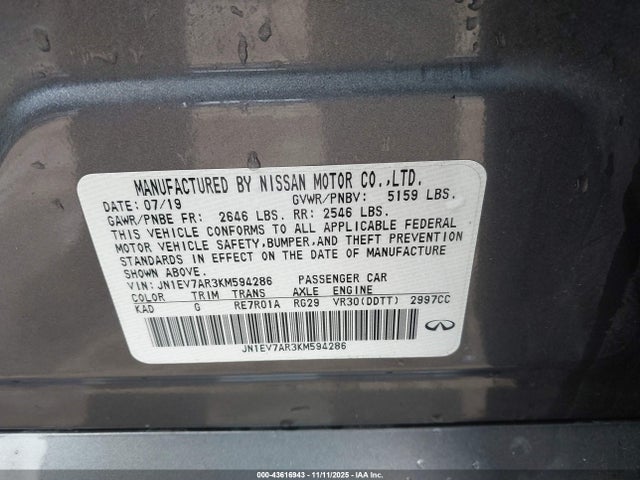 MANUFACTURED BY NISSAN MOTOR CO.,LTD.
DATE: 07/19 GVWR/PNBV: 5159 LBS.
GAWR/PNBE FR: 2646 LBS. RR: 2546 LBS.
THIS VEHICLE CONFORMS TO ALL APPLICABLE FEDERAL
MOTOR VEHICLE SAFETY,BUMPER,AND THEFT PREVENTION
STANDARDS IN EFFECT ON THE DATE OF MANUFACTURE
SHOWN ABOVE.
VIN: JN1EV7AR3KM594286 PASSENGER CAR
COLOR TRIM TRANS AXLE ENGINE
KAD G RE7R01A RG29 VR30(DDTT) 2997CC
JN1EV7AR3KM594286
000-43616943 - 11/11/2025 - IAA Inc.